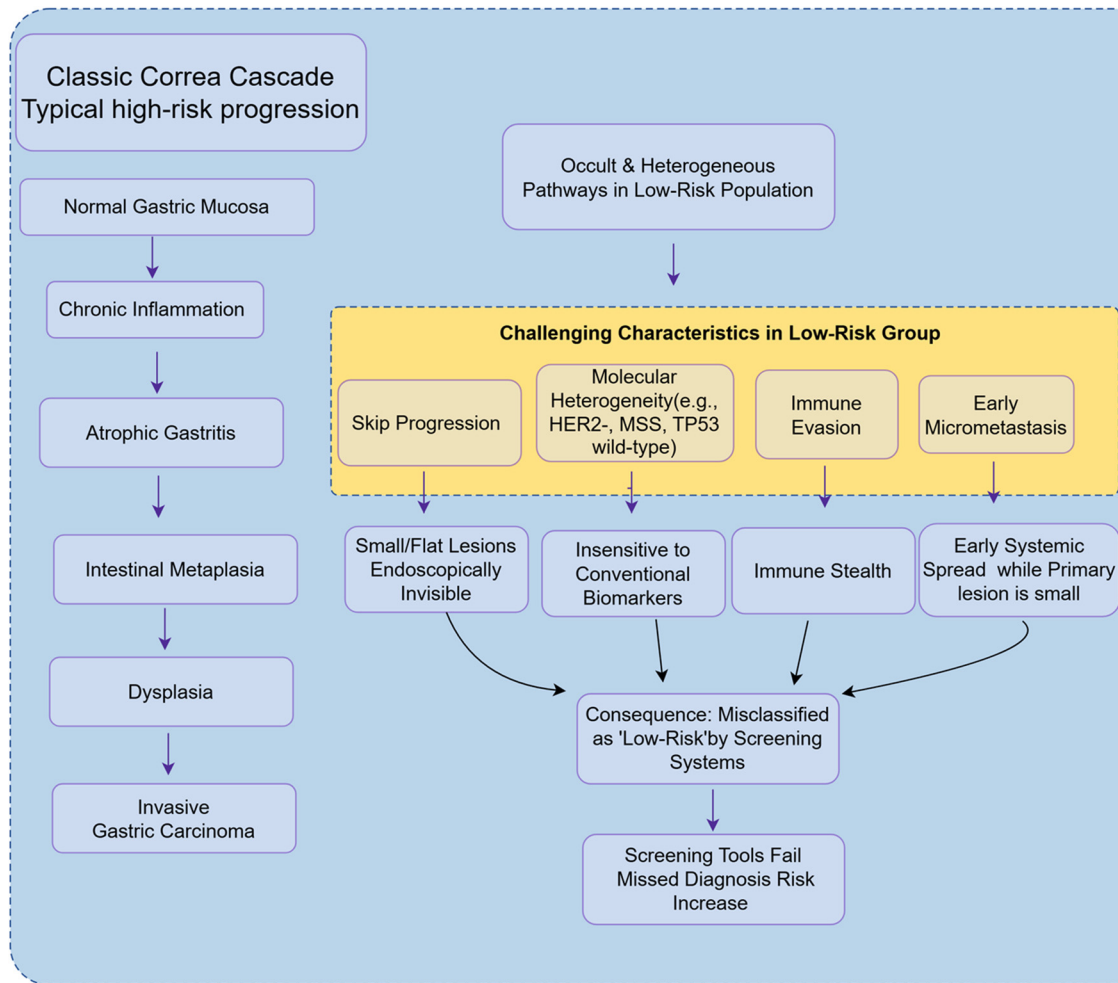 Classic Correa Cascade
Typical high-risk progression
Normal Gastric Mucosa
Chronic Inflammation
Atrophic Gastritis
Intestinal Metaplasia
Dysplasia
Invasive
Gastric Carcinoma
Occult & Heterogeneous
Pathways in Low-Risk Population
Challenging Characteristics in Low-Risk Group
Skip Progression
Molecular
Heterogeneity(e.g.,
HER2-, MSS, TP53
wild-type)
Immune
Evasion
Early
Micrometastasis
Small/Flat Lesions
Endoscopically
Invisible
Insensitive to
Conventional
Biomarkers
Immune Stealth
Early Systemic
Spread while Primary
lesion is small
Consequence: Misclassified
as 'Low-Risk'by Screening
Systems
Screening Tools Fail
Missed Diagnosis Risk
Increase